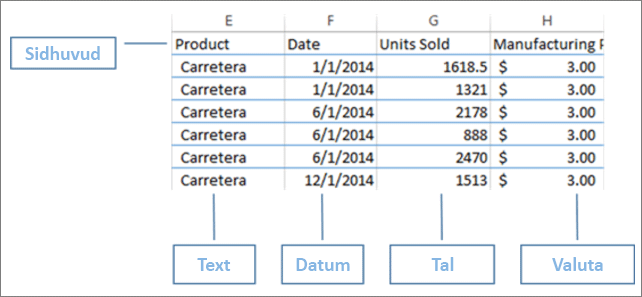 E F G H
Sidhuvud
Product Date Units Sold Manufacturing P
Carretera 1/1/2014 1618.5 $ 3.00
Carretera 1/1/2014 1321 $ 3.00
Carretera 6/1/2014 2178 $ 3.00
Carretera 6/1/2014 888 $ 3.00
Carretera 6/1/2014 2470 $ 3.00
Carretera 12/1/2014 1513 $ 3.00
Text Datum Tal Valuta